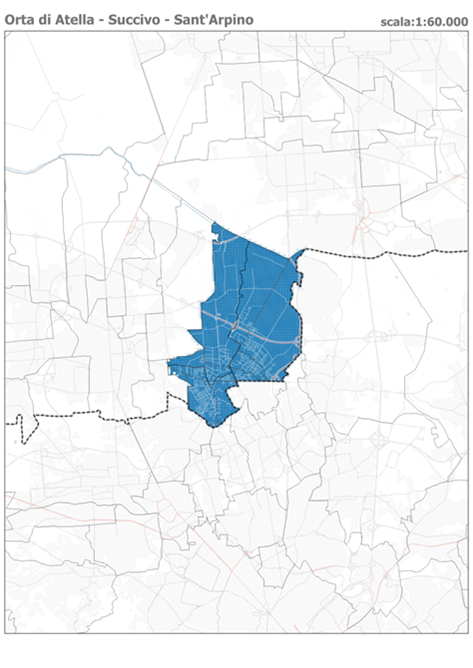 Orta di Atella - Succivo - Sant'Arpino
scala:1:60.000